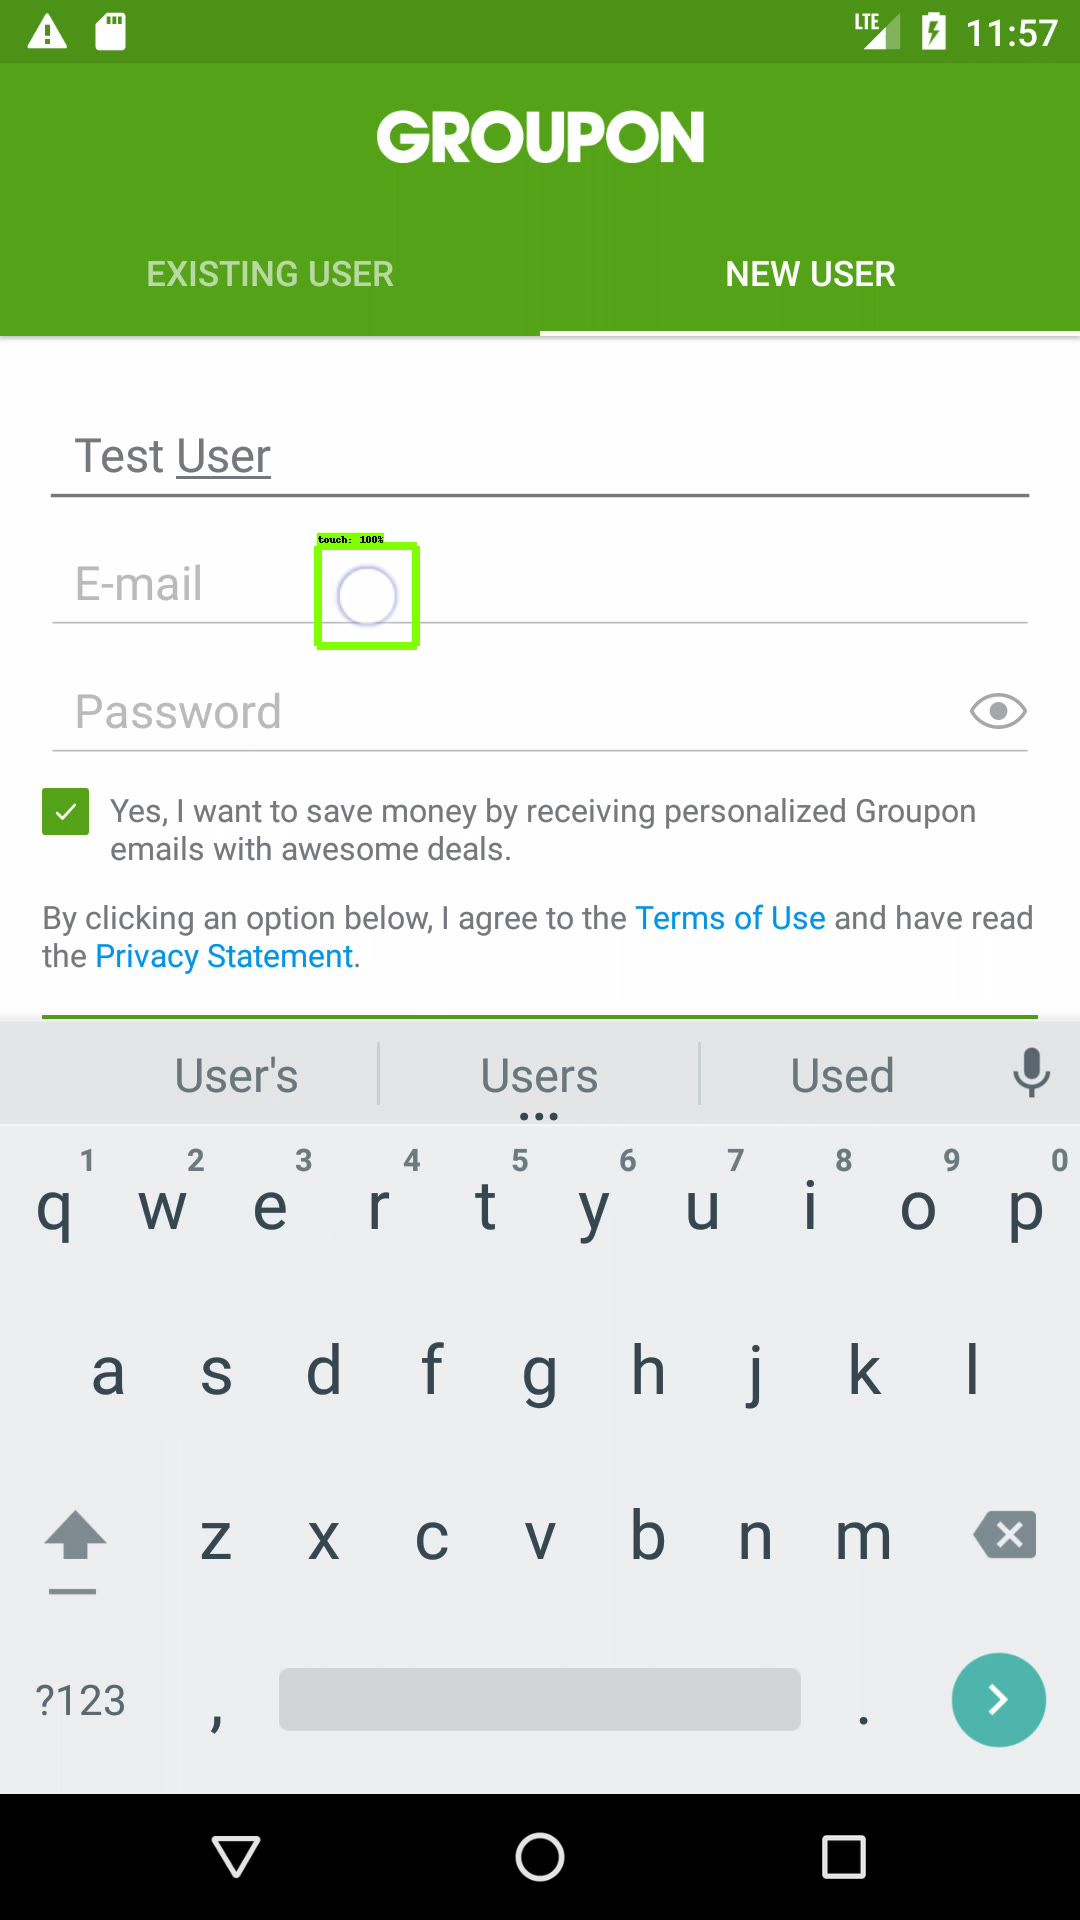 LTE 11:57
GROUPON
EXISTING USER NEW USER
Test User
touch: 100%
E-mail
Password
Yes, I want to save money by receiving personalized Groupon
emails with awesome deals.
By clicking an option below, I agree to the Terms of Use and have read
the Privacy Statement.
User's Users Used
1 2 3 4 5 6 7 8 9 0
q w e r t y u i o p
a s d f g h j k l
z x c v b n m
?123 , .